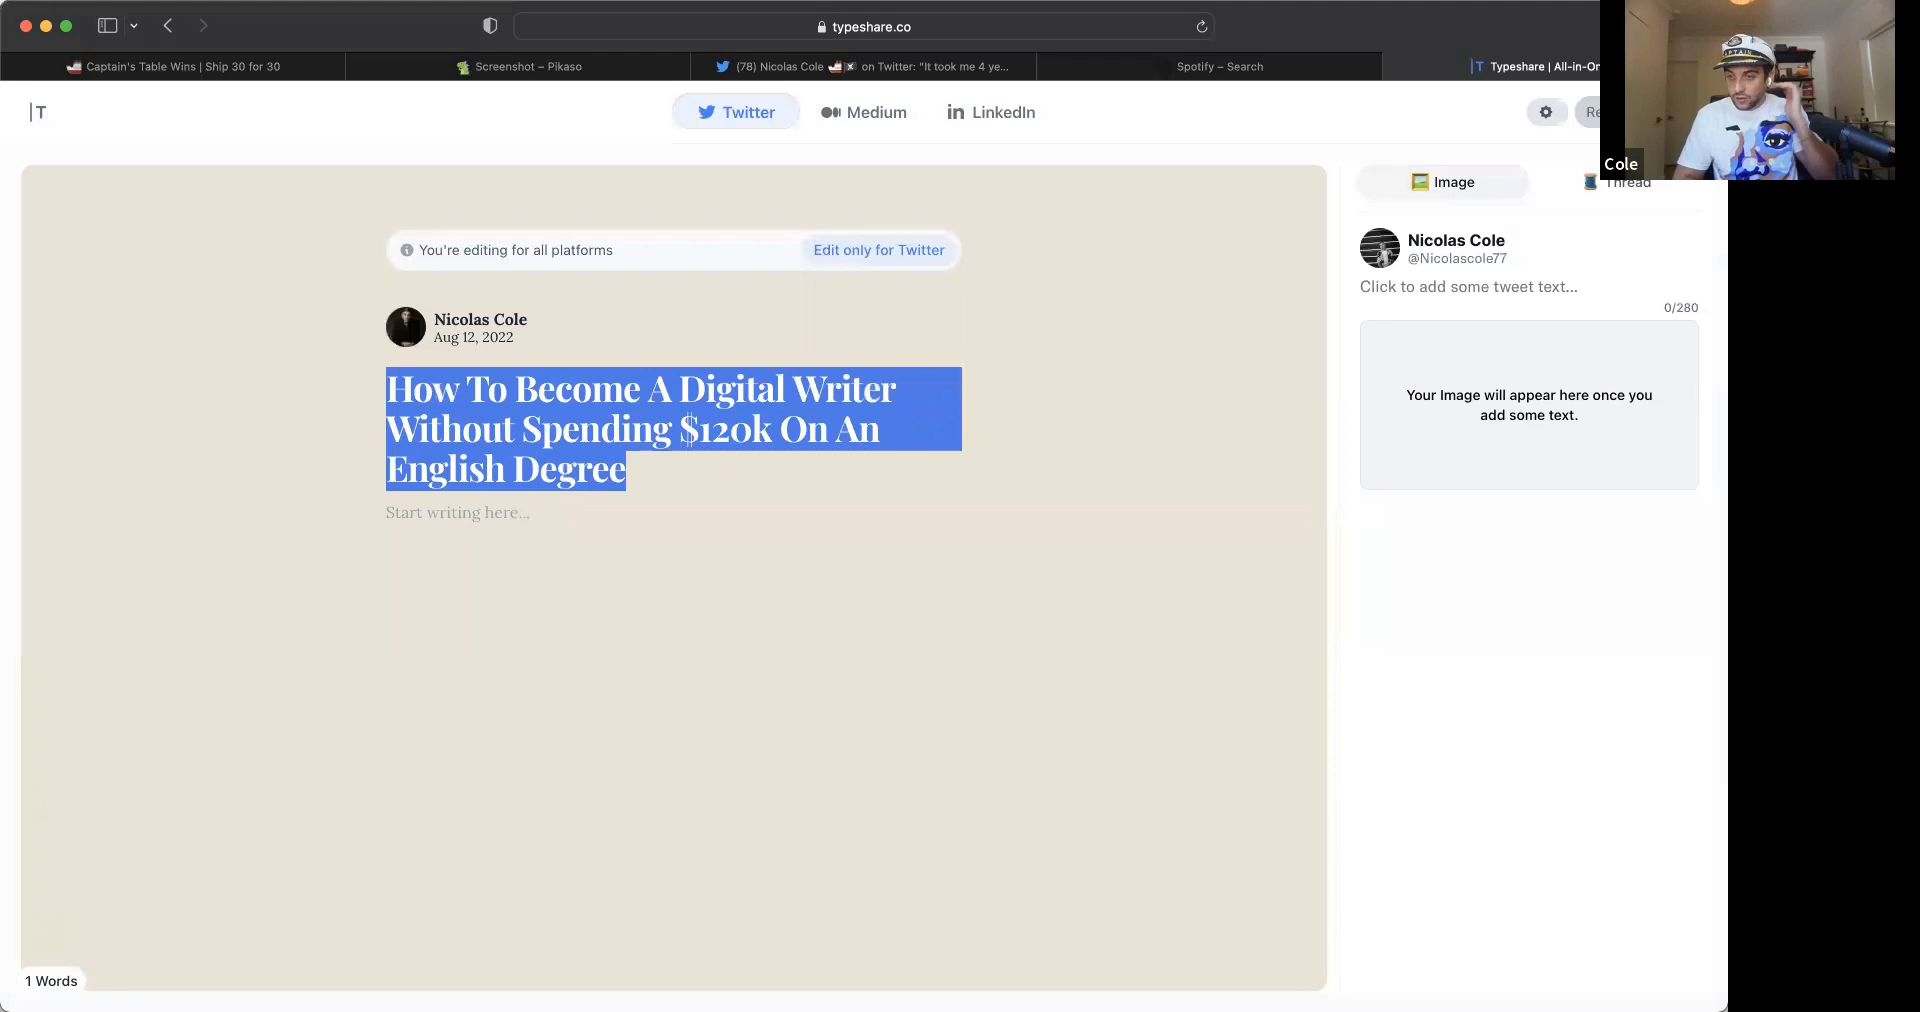 typeshare.co
Captain's Table Wins | Ship 30 for 30
Screenshot – Pikaso
(78) Nicolas Cole on Twitter: "It took me 4 ye...
Spotify – Search
Typeshare | All-in-On
|T
Twitter
Medium
LinkedIn
Re
CAPTAIN
Cole
You're editing for all platforms
Edit only for Twitter
Nicolas Cole
Aug 12, 2022
How To Become A Digital Writer
Without Spending $120k On An
English Degree
Start writing here...
1 Words
Image
Thread
Nicolas Cole
@Nicolascole77
Click to add some tweet text...
0/280
Your Image will appear here once you
add some text.